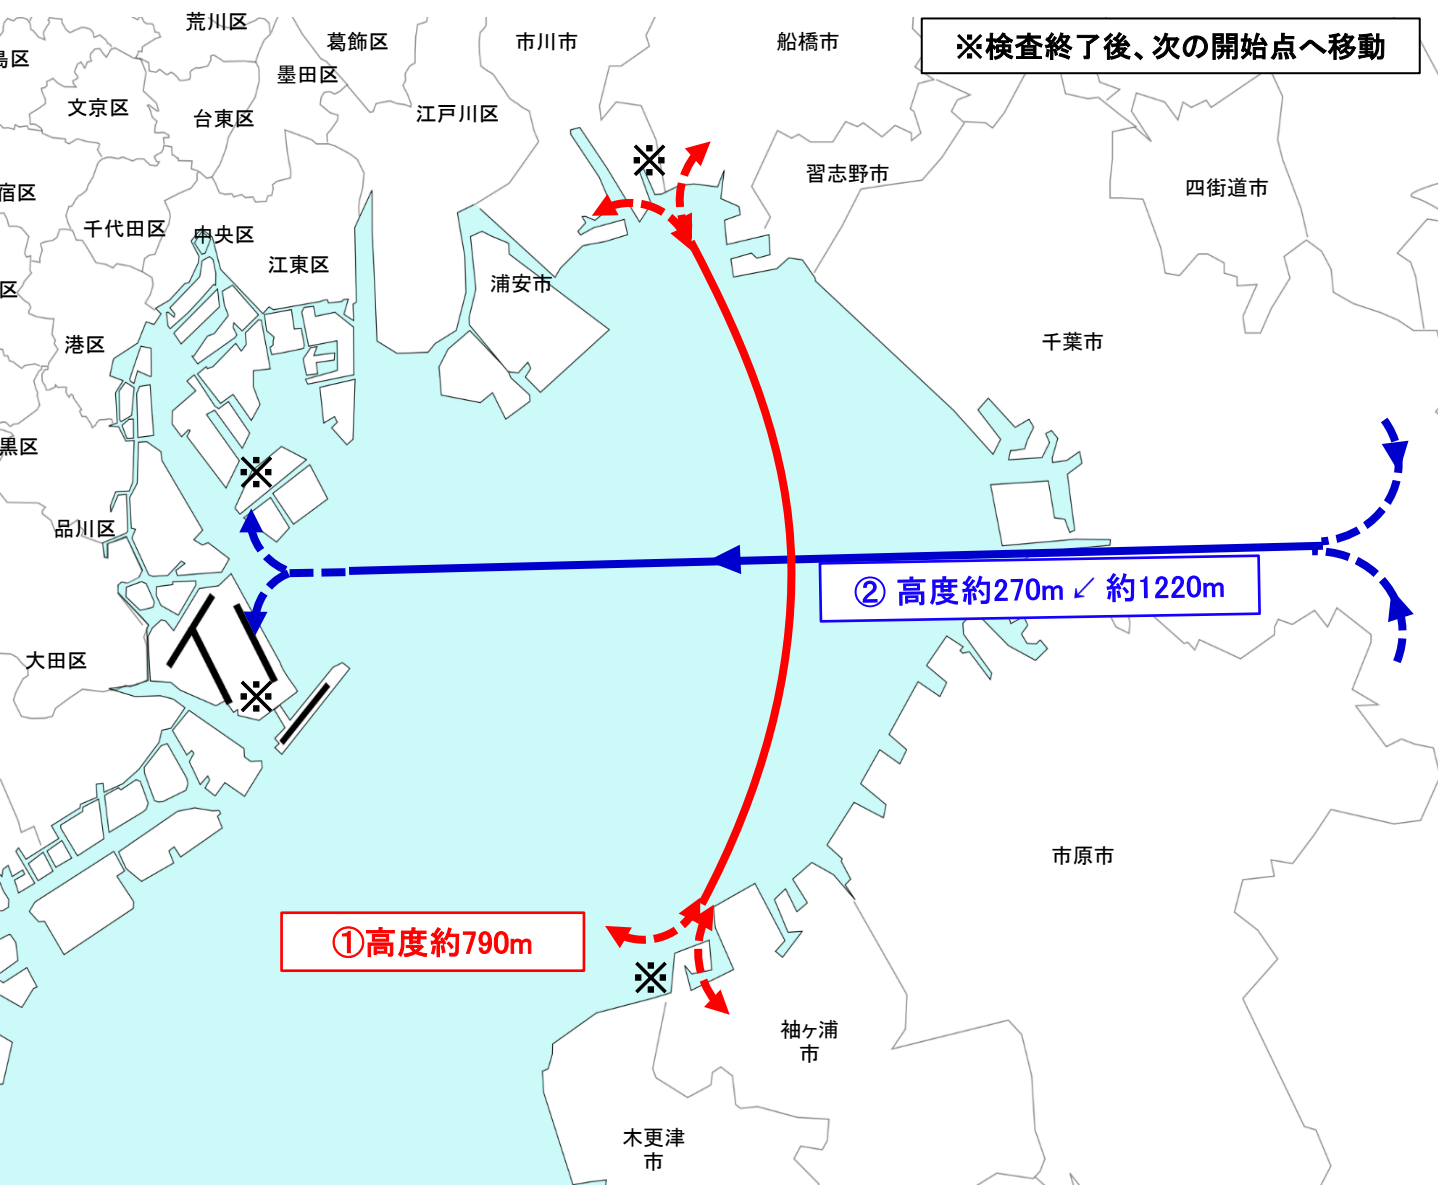 荒川区
葛飾区
市川市
船橋市
※検査終了後、次の開始点へ移動
島区
墨田区
文京区
台東区
江戸川区
※
習志野市
四街道市
宿区
千代田区
中央区
江東区
浦安市
区
港区
千葉市
黒区
※
品川区
② 高度約270m ↙ 約1220m
大田区
※
市原市
①高度約790m
※
袖ヶ浦
市
木更津
市